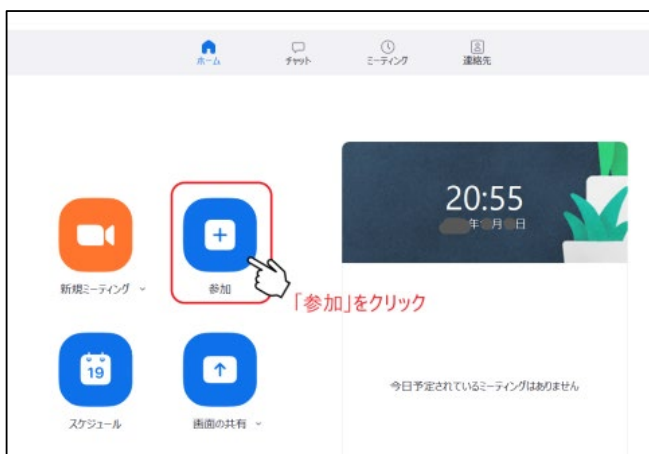 ホーム
チャット
ミーティング
連絡先
20:55
年 月 日
新規ミーティング
参加
「参加」をクリック
19
スケジュール
画面の共有
今日予定されているミーティングはありません